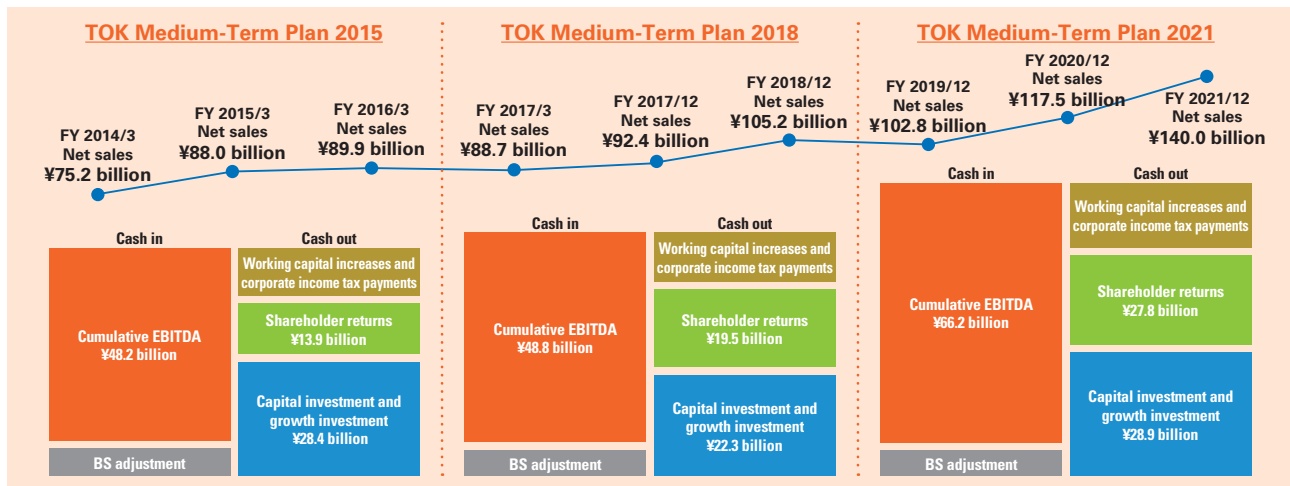 TOK Medium-Term Plan 2015
FY 2014/3
Net sales
¥75.2 billion
FY 2015/3
Net sales
¥88.0 billion
FY 2016/3
Net sales
¥89.9 billion
Cash in
Cumulative EBITDA
¥48.2 billion
BS adjustment
Cash out
Working capital increases and
corporate income tax payments
Shareholder returns
¥13.9 billion
Capital investment and
growth investment
¥28.4 billion
TOK Medium-Term Plan 2018
FY 2017/3
Net sales
¥88.7 billion
FY 2017/12
Net sales
¥92.4 billion
FY 2018/12
Net sales
¥105.2 billion
Cash in
Cumulative EBITDA
¥48.8 billion
BS adjustment
Cash out
Working capital increases and
corporate income tax payments
Shareholder returns
¥19.5 billion
Capital investment and
growth investment
¥22.3 billion
TOK Medium-Term Plan 2021
FY 2019/12
Net sales
¥102.8 billion
FY 2020/12
Net sales
¥117.5 billion
FY 2021/12
Net sales
¥140.0 billion
Cash in
Cumulative EBITDA
¥66.2 billion
BS adjustment
Cash out
Working capital increases and
corporate income tax payments
Shareholder returns
¥27.8 billion
Capital investment and
growth investment
¥28.9 billion